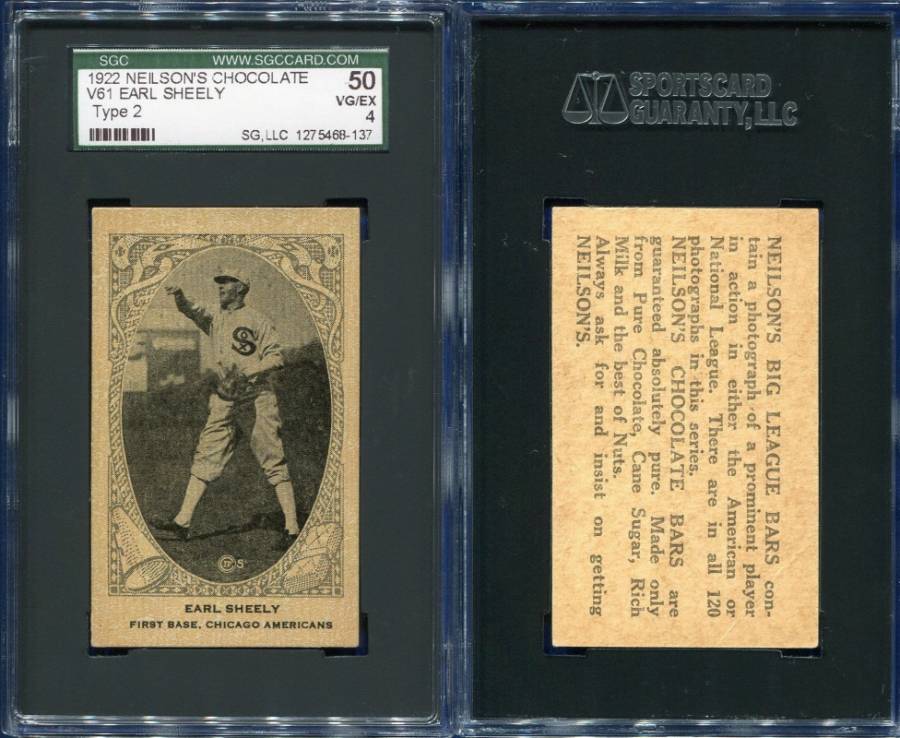 SGC WWW.SGCCARD.COM
1922 NEILSON'S CHOCOLATE 50
V61 EARL SHEELY VG/EX
Type 2 4
SG, LLC 1275468-137
S
EARL SHEELY
FIRST BASE, CHICAGO AMERICANS
SPORTSCARD
GUARANTY, LLC
NEILSON'S BIG LEAGUE BARS con-
tain a photograph of a prominent player
in action in either the American or
National League. There are in all 120
photographs in this series.
NEILSON'S CHOCOLATE BARS are
guaranteed absolutely pure. Made only
from Pure Chocolate, Cane Sugar, Rich
Milk and the best of Nuts.
Always ask for and insist on getting
NEILSON'S.